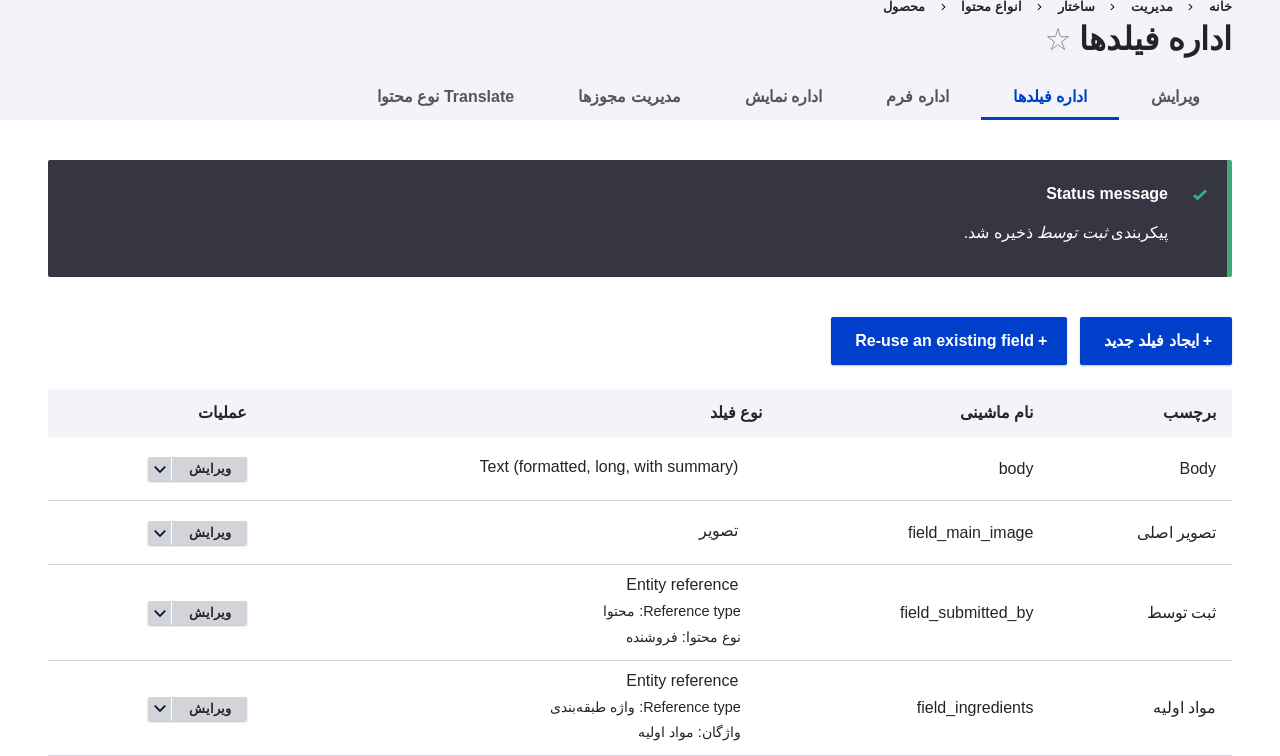 خانه › مدیریت › ساختار › انواع محتوا › محصول
اداره فیلدها ☆
ویرایش اداره فیلدها اداره فرم اداره نمایش مدیریت مجوزها Translate نوع محتوا
Status message
پیکربندی ثبت توسط ذخیره شد.
+ ایجاد فیلد جدید + Re-use an existing field
برچسب نام ماشینی نوع فیلد عملیات
Body body Text (formatted, long, with summary) ویرایش
تصویر اصلی field_main_image تصویر ویرایش
Entity reference
ثبت توسط field_submitted_by Reference type: محتوا ویرایش
نوع محتوا: فروشنده
Entity reference
مواد اولیه field_ingredients Reference type: واژه طبقه‌بندی ویرایش
واژگان: مواد اولیه